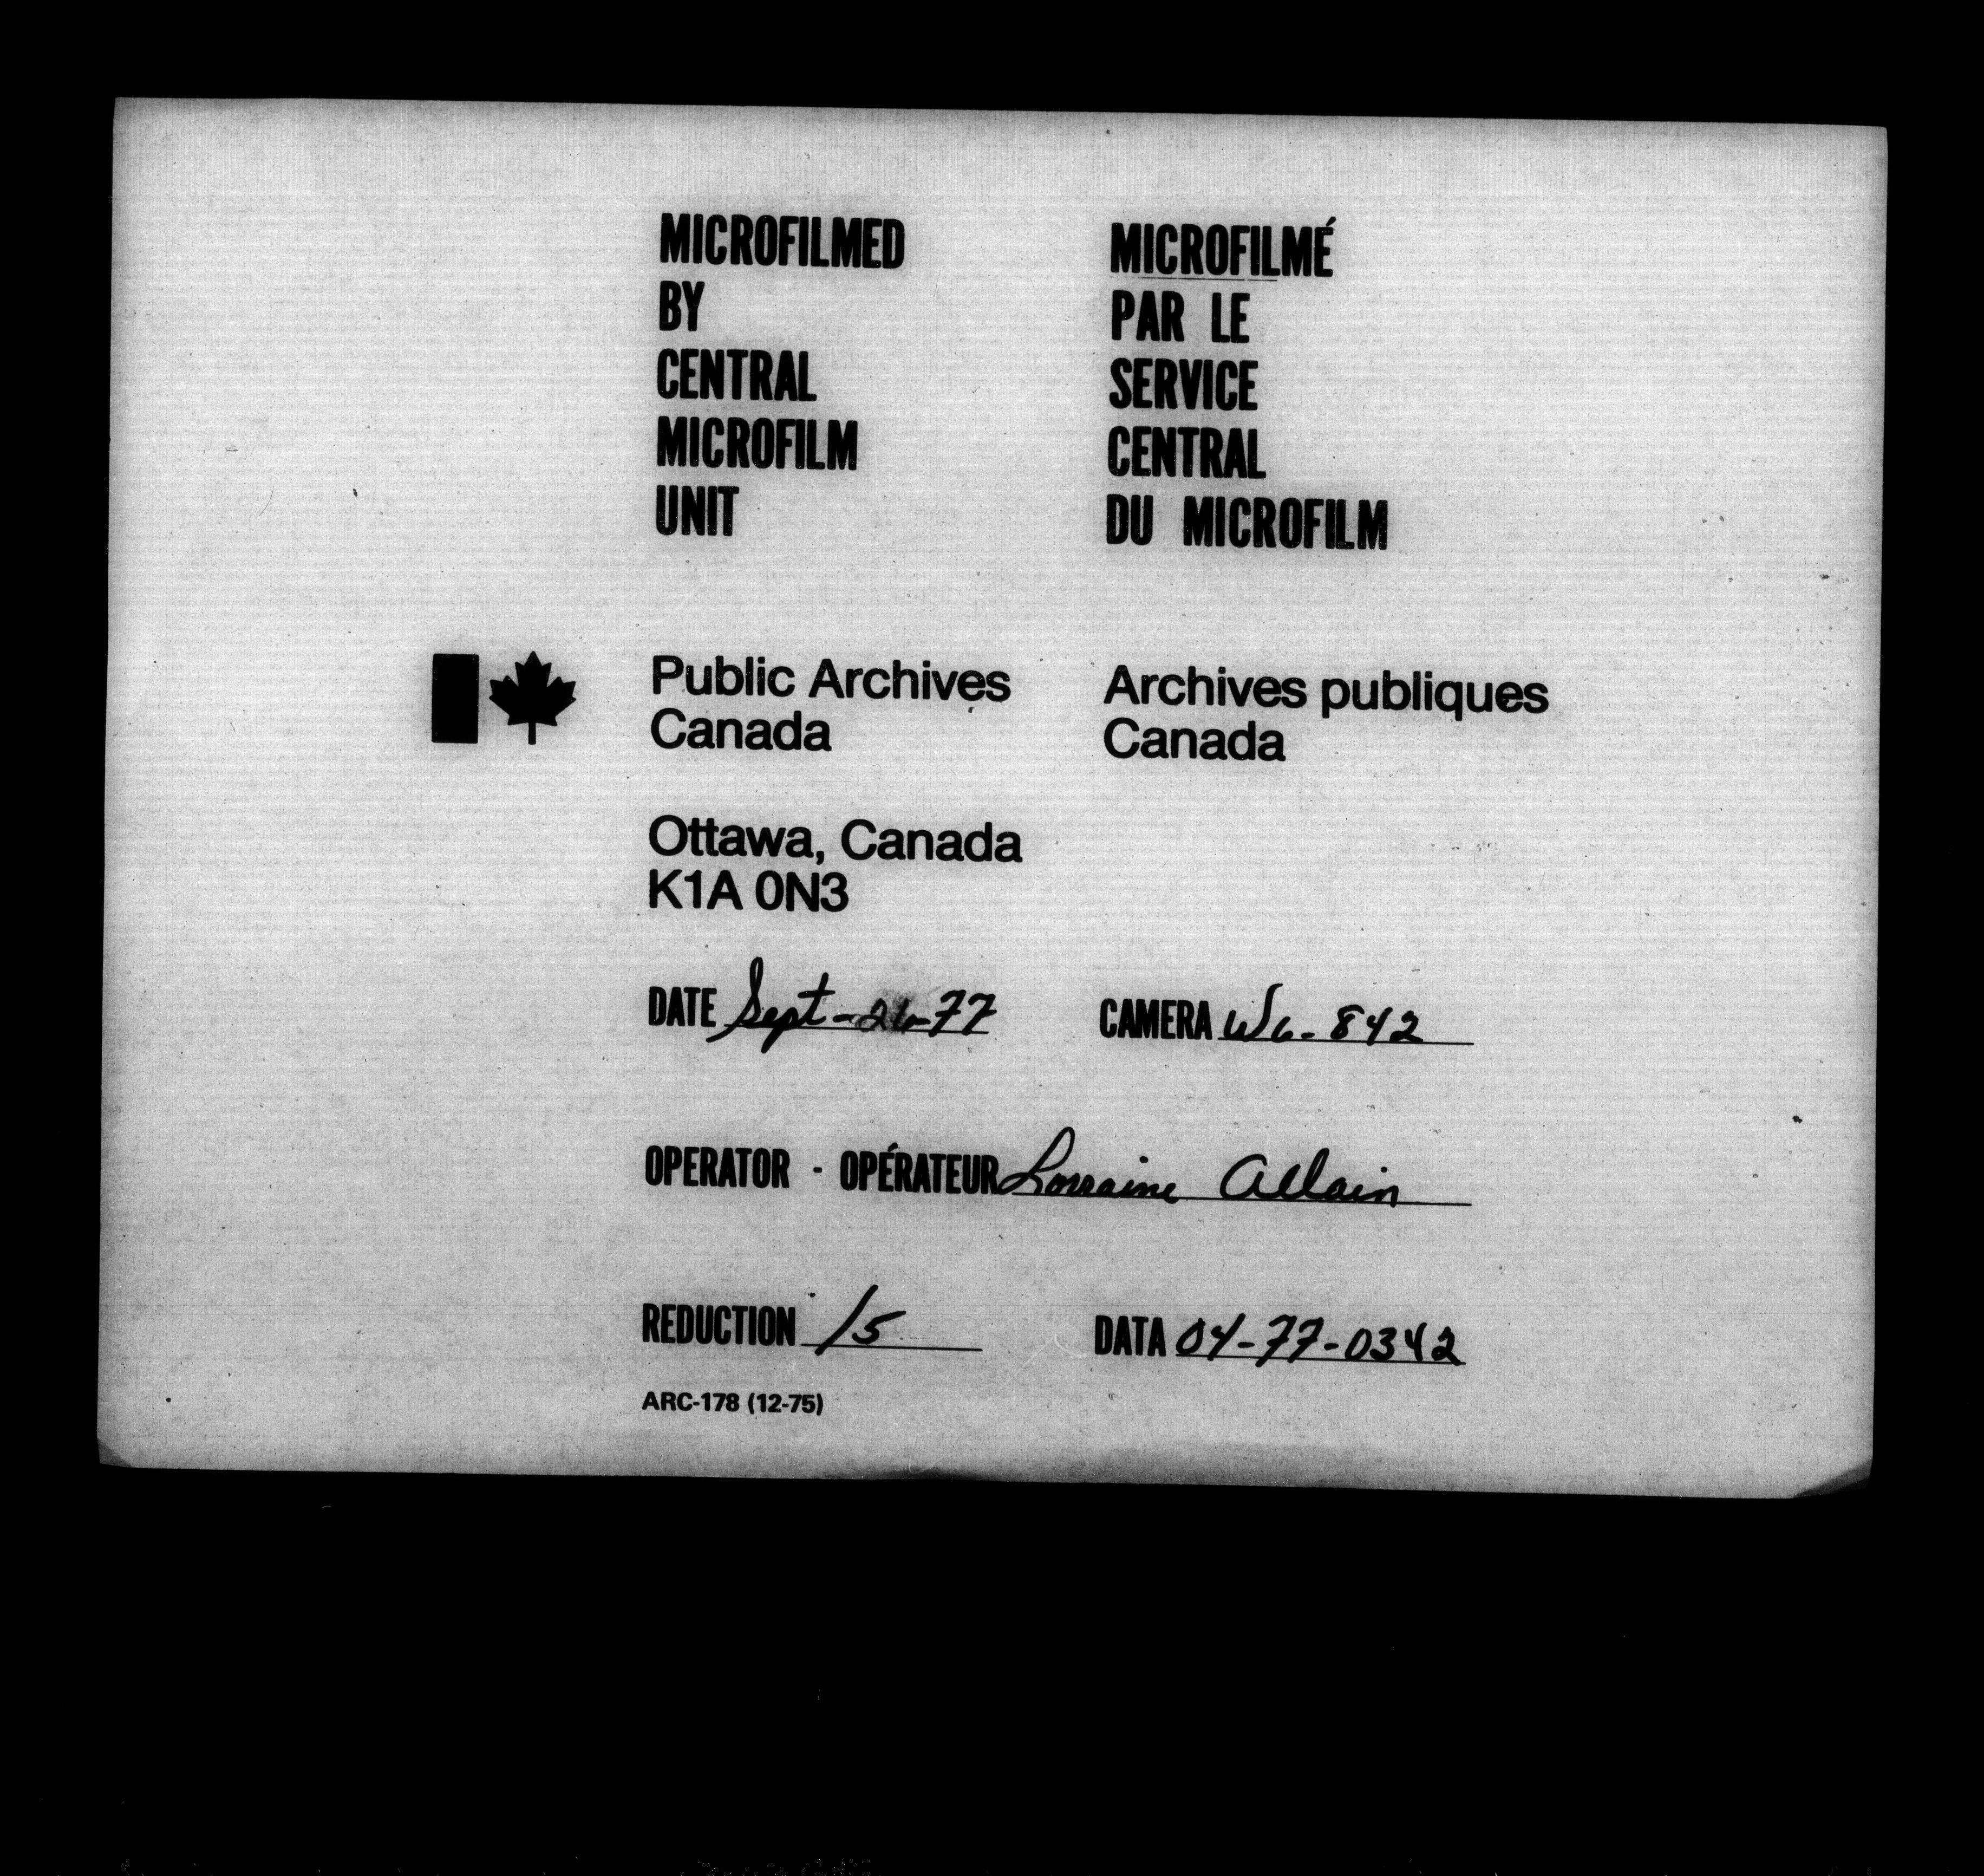 MICROFILMED
BY
CENTRAL
MICROFILM
UNIT
MICROFILMÉ
PAR LE
SERVICE
CENTRAL
DU MICROFILM
Public Archives
Canada
Archives publiques
Canada
Ottawa, Canada
K1A 0N3
DATE Sept-26-77
CAMERA W6-842
OPERATOR - OPÉRATEUR Lorraine Allain
REDUCTION 15
DATA 04-77-0342
ARC-178 (12-75)